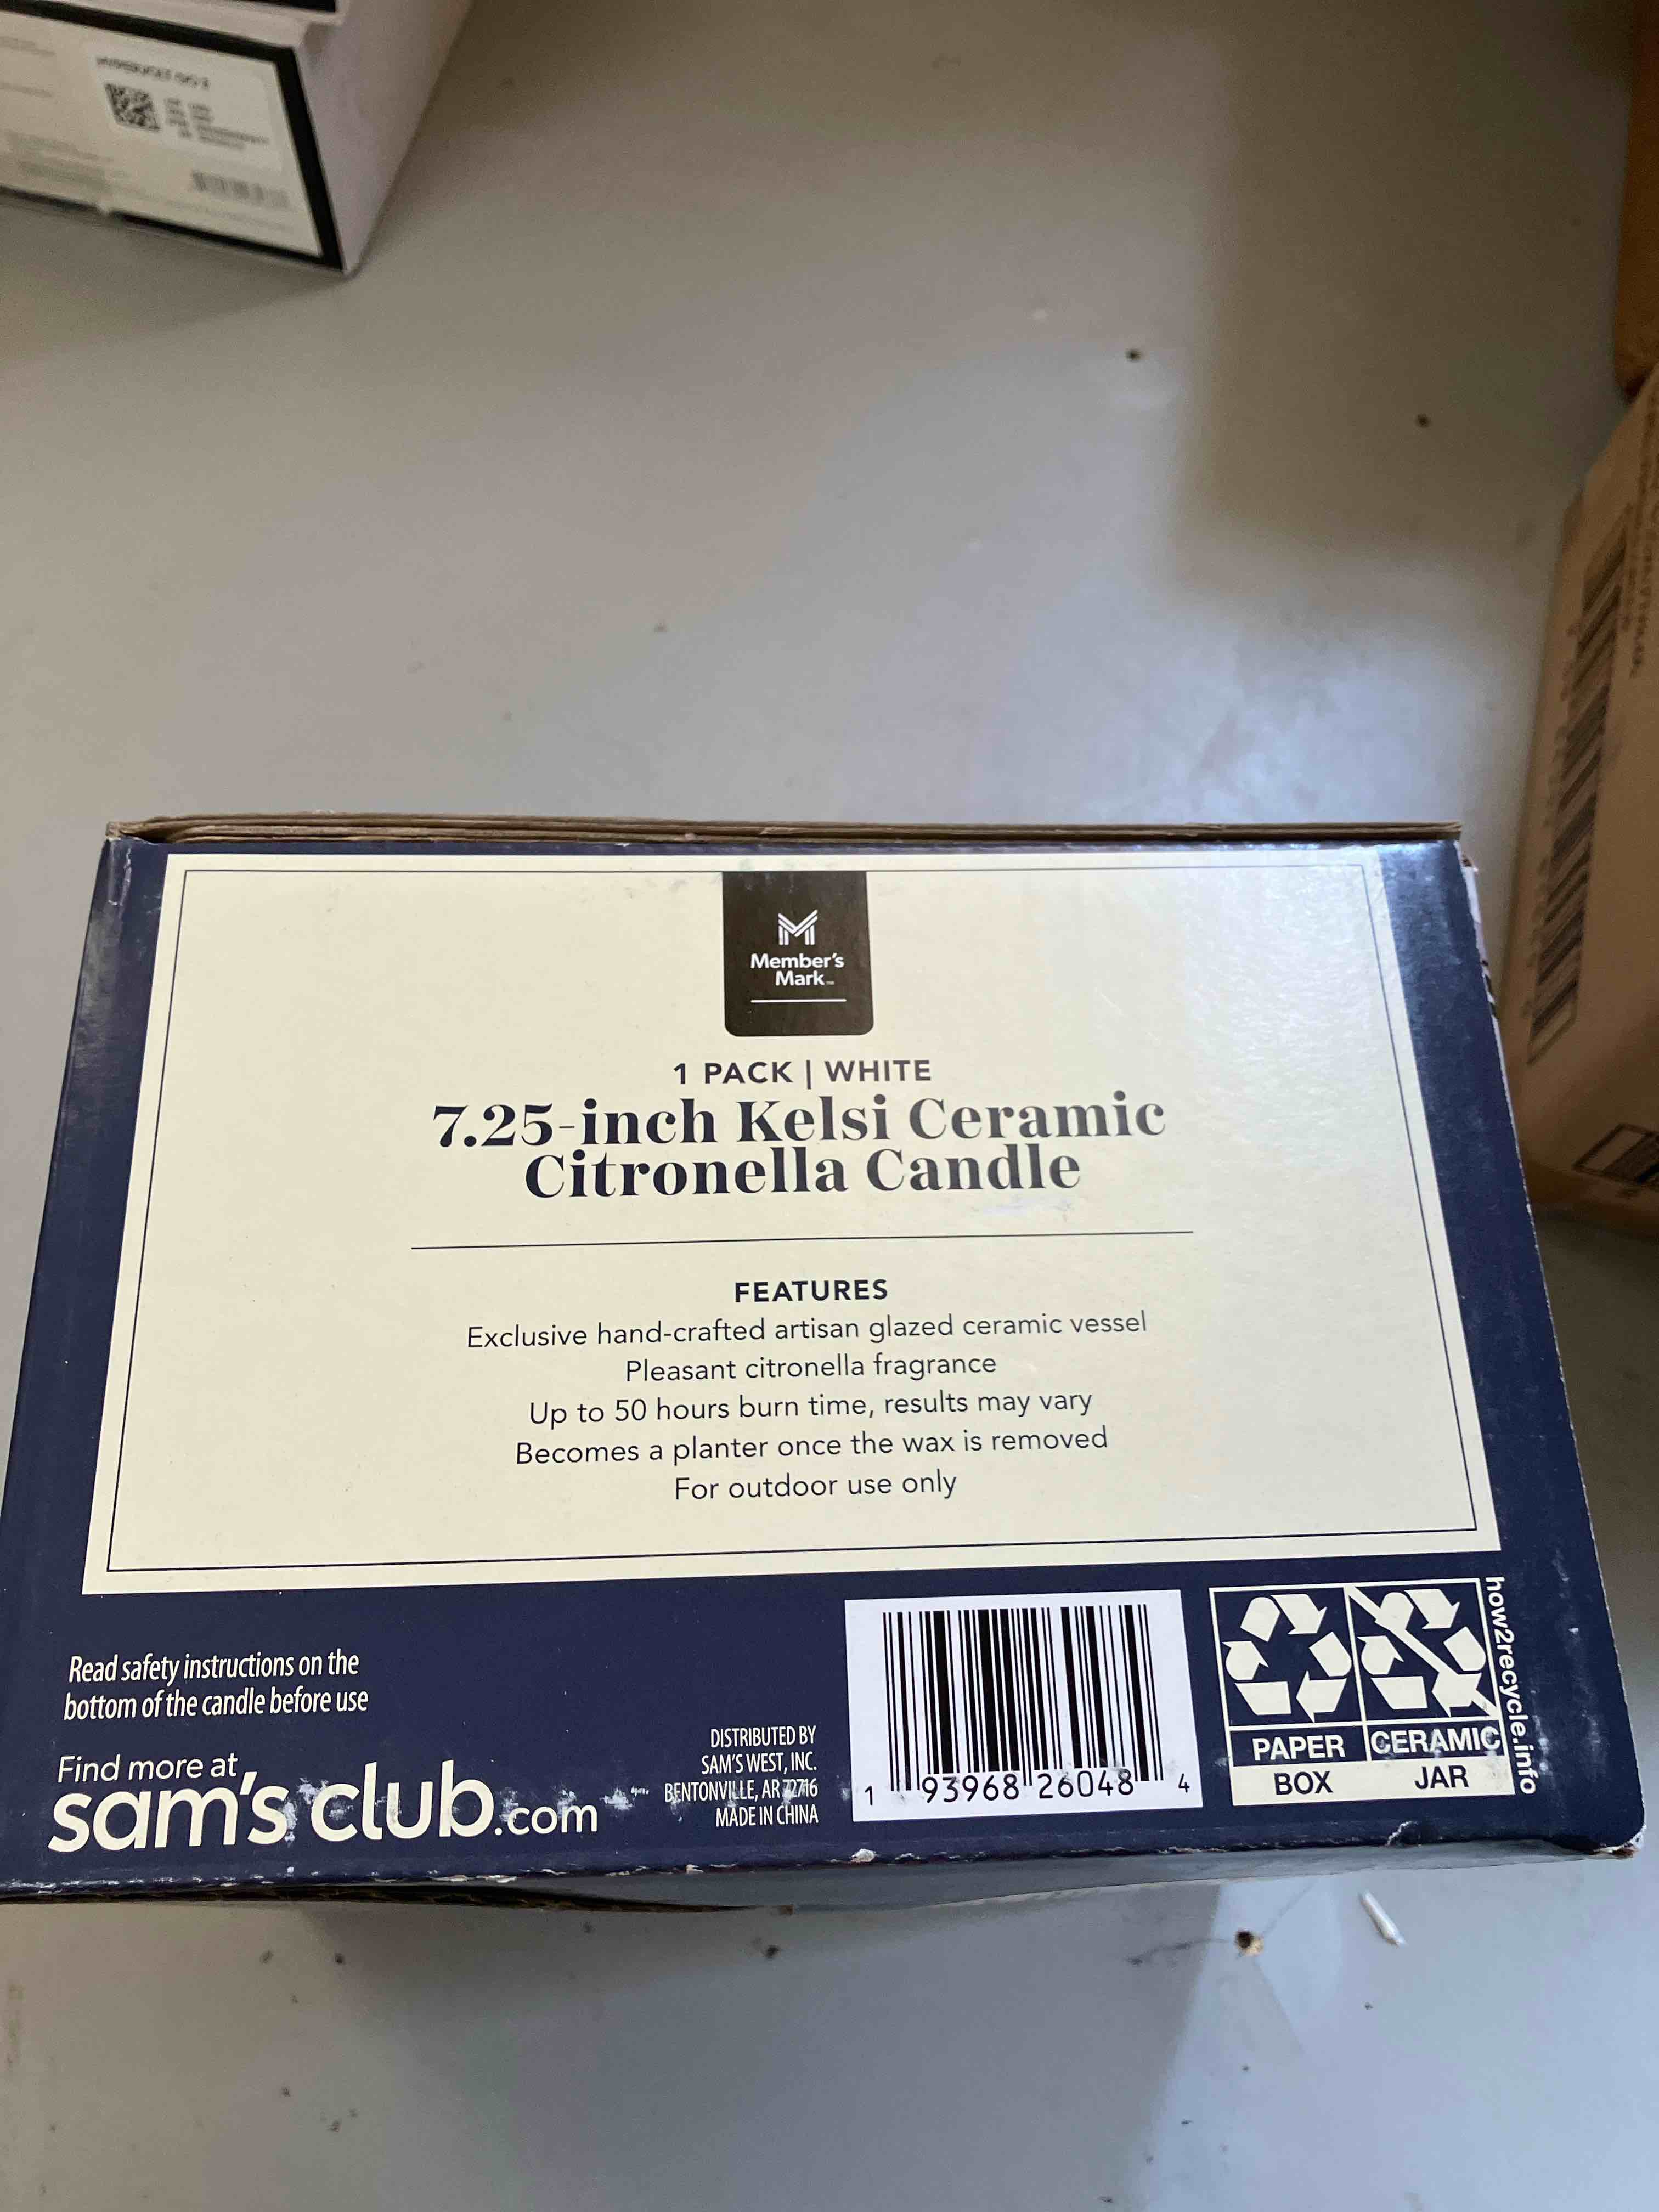 Member's
Mark™
1 PACK | WHITE
7.25-inch Kelsi Ceramic
Citronella Candle
FEATURES
Exclusive hand-crafted artisan glazed ceramic vessel
Pleasant citronella fragrance
Up to 50 hours burn time, results may vary
Becomes a planter once the wax is removed
For outdoor use only
Read safety instructions on the
bottom of the candle before use
Find more at
sam's club.com
DISTRIBUTED BY
SAM'S WEST, INC.
BENTONVILLE, AR 72716
MADE IN CHINA
1 93968 26048 4
PAPER
BOX
CERAMIC
JAR
how2recycle.info